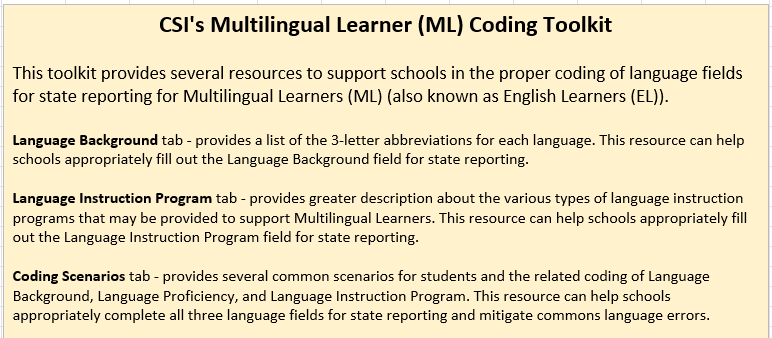 CSI's Multilingual Learner (ML) Coding Toolkit
This toolkit provides several resources to support schools in the proper coding of language fields
for state reporting for Multilingual Learners (ML) (also known as English Learners (EL)).
Language Background tab - provides a list of the 3-letter abbreviations for each language. This resource can help
schools appropriately fill out the Language Background field for state reporting.
Language Instruction Program tab - provides greater description about the various types of language instruction
programs that may be provided to support Multilingual Learners. This resource can help schools appropriately fill
out the Language Instruction Program field for state reporting.
Coding Scenarios tab - provides several common scenarios for students and the related coding of Language
Background, Language Proficiency, and Language Instruction Program. This resource can help schools
appropriately complete all three language fields for state reporting and mitigate commons language errors.